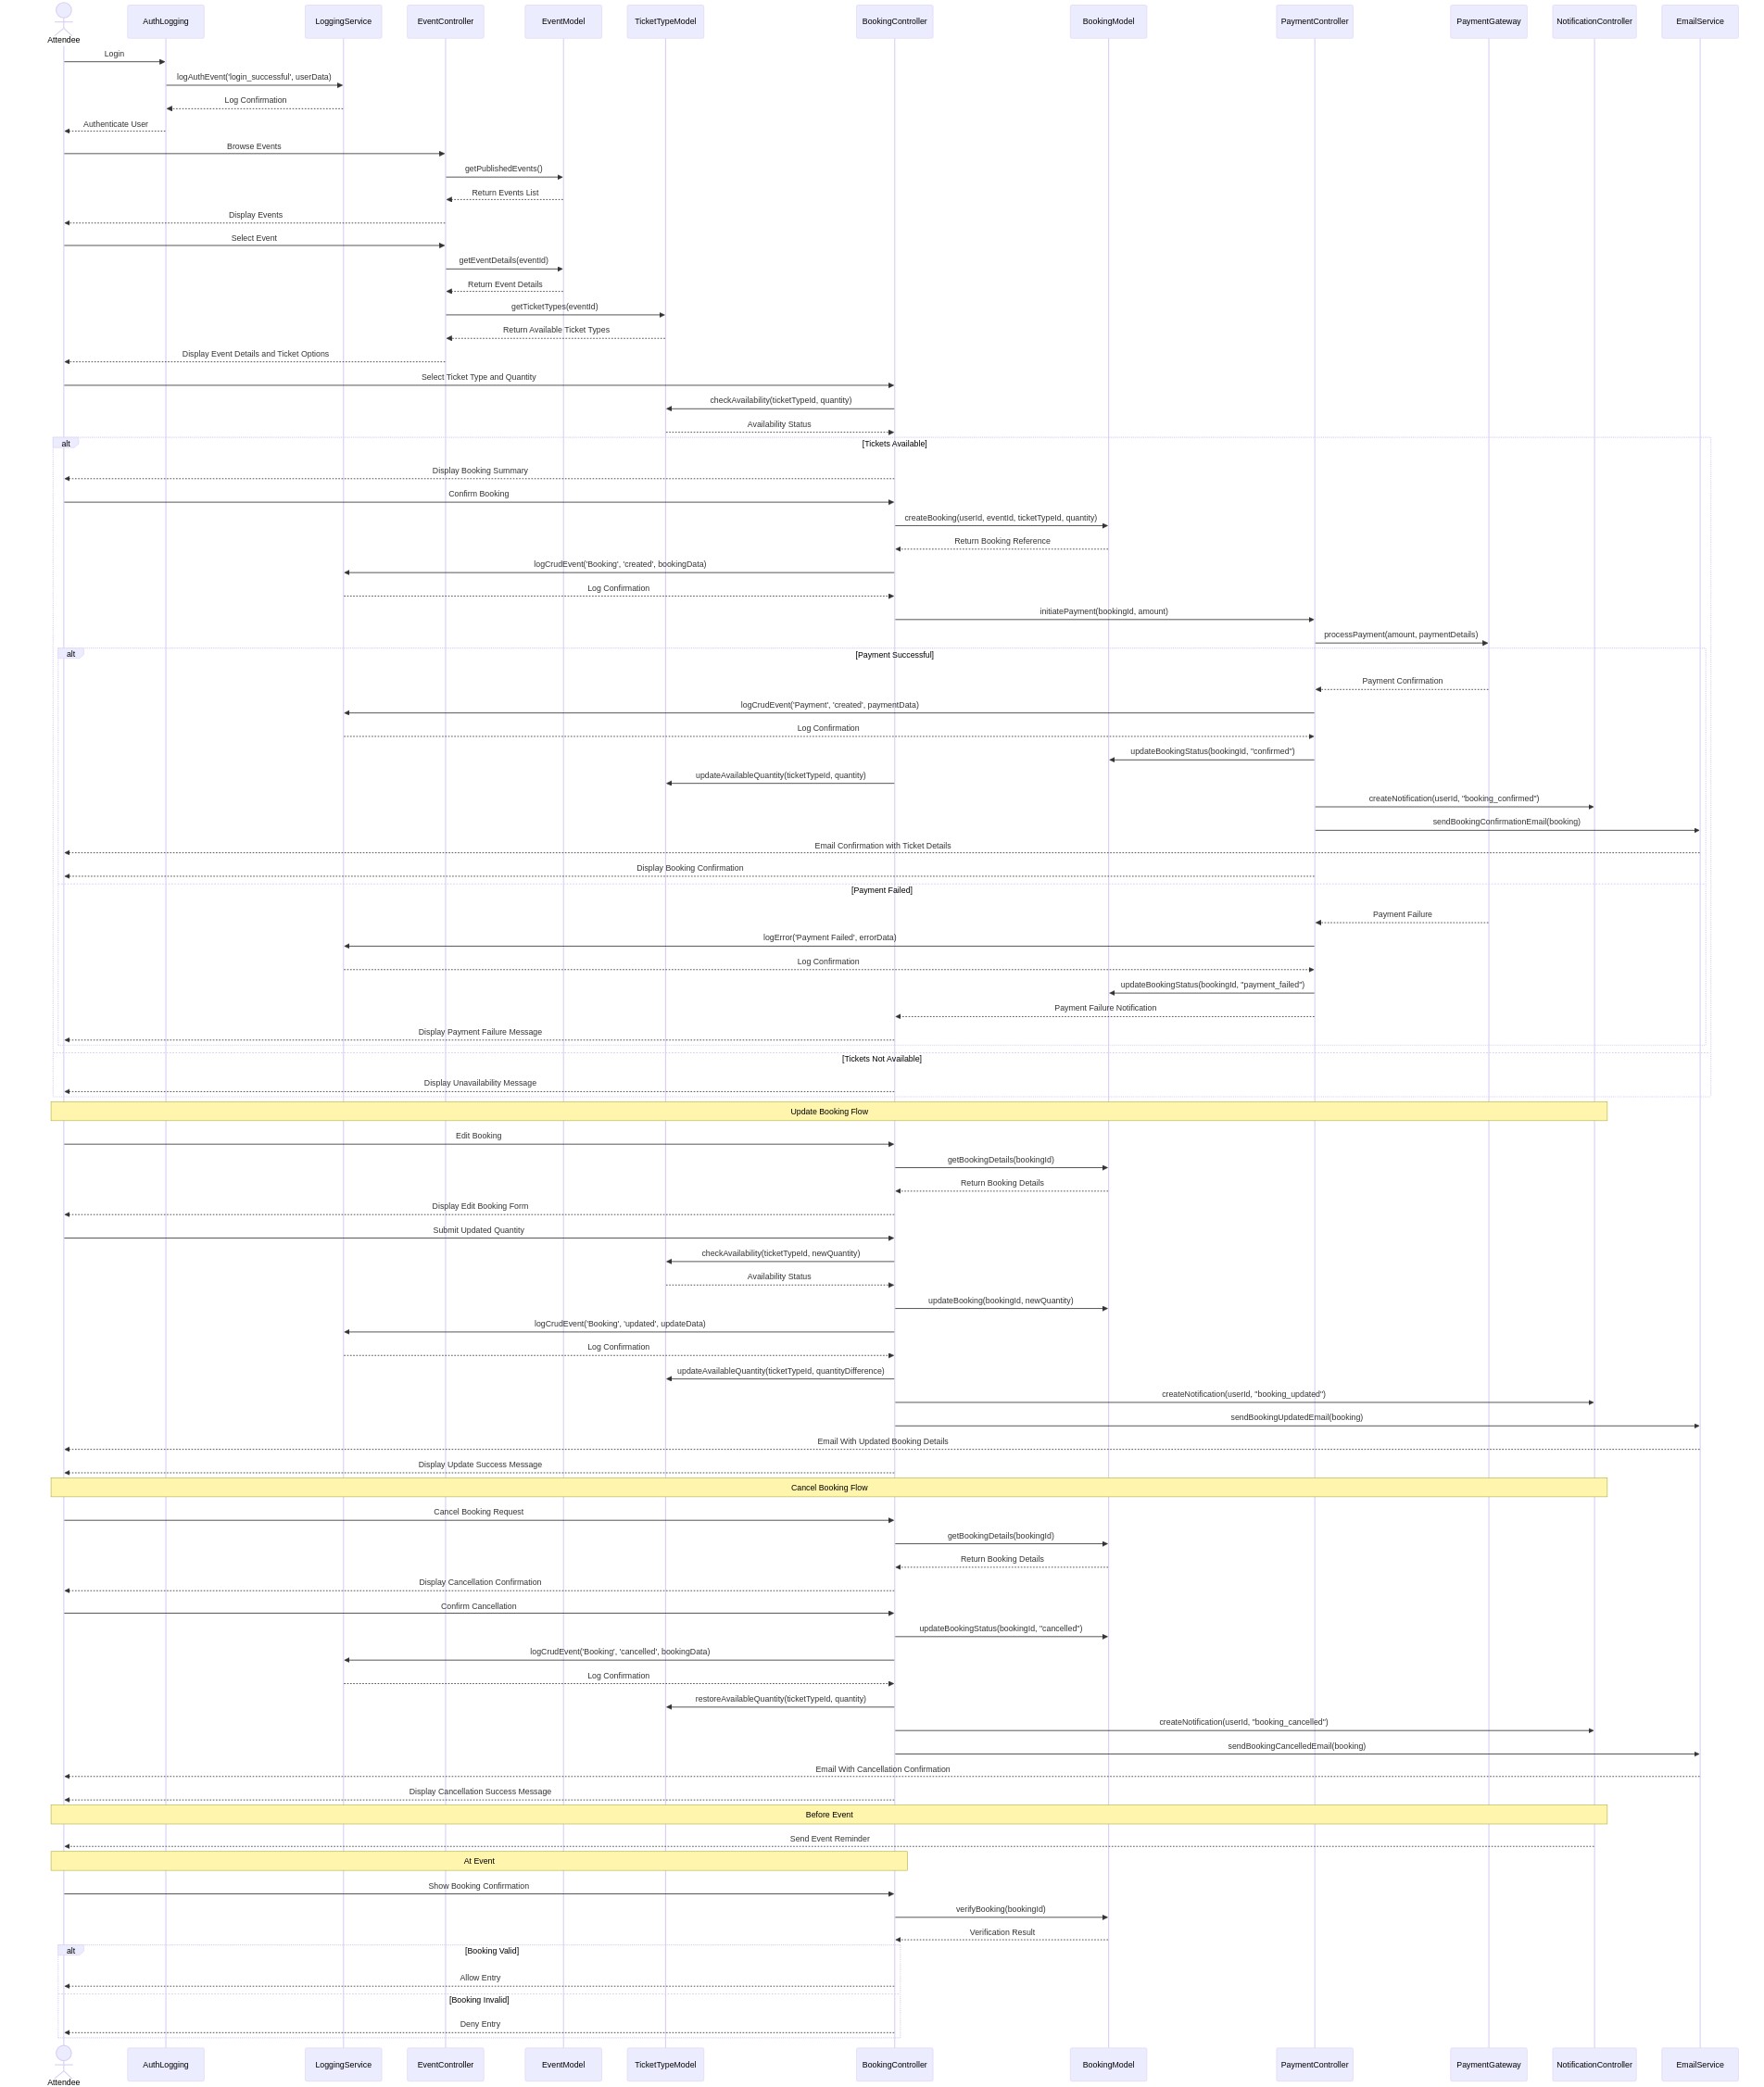 Attendee
AuthLogging
LoggingService
EventController
EventModel
TicketTypeModel
BookingController
BookingModel
PaymentController
PaymentGateway
NotificationController
EmailService
Login
logAuthEvent('login_successful', userData)
Log Confirmation
Authenticate User
Browse Events
getPublishedEvents()
Return Events List
Display Events
Select Event
getEventDetails(eventId)
Return Event Details
getTicketTypes(eventId)
Return Available Ticket Types
Display Event Details and Ticket Options
Select Ticket Type and Quantity
checkAvailability(ticketTypeId, quantity)
Availability Status
alt
[Tickets Available]
Display Booking Summary
Confirm Booking
createBooking(userId, eventId, ticketTypeId, quantity)
Return Booking Reference
logCrudEvent('Booking', 'created', bookingData)
Log Confirmation
initiatePayment(bookingId, amount)
processPayment(amount, paymentDetails)
alt
[Payment Successful]
Payment Confirmation
logCrudEvent('Payment', 'created', paymentData)
Log Confirmation
updateBookingStatus(bookingId, "confirmed")
updateAvailableQuantity(ticketTypeId, quantity)
createNotification(userId, "booking_confirmed")
sendBookingConfirmationEmail(booking)
Email Confirmation with Ticket Details
Display Booking Confirmation
[Payment Failed]
Payment Failure
logError('Payment Failed', errorData)
Log Confirmation
updateBookingStatus(bookingId, "payment_failed")
Payment Failure Notification
Display Payment Failure Message
[Tickets Not Available]
Display Unavailability Message
Update Booking Flow
Edit Booking
getBookingDetails(bookingId)
Return Booking Details
Display Edit Booking Form
Submit Updated Quantity
checkAvailability(ticketTypeId, newQuantity)
Availability Status
updateBooking(bookingId, newQuantity)
logCrudEvent('Booking', 'updated', updateData)
Log Confirmation
updateAvailableQuantity(ticketTypeId, quantityDifference)
createNotification(userId, "booking_updated")
sendBookingUpdatedEmail(booking)
Email With Updated Booking Details
Display Update Success Message
Cancel Booking Flow
Cancel Booking Request
getBookingDetails(bookingId)
Return Booking Details
Display Cancellation Confirmation
Confirm Cancellation
updateBookingStatus(bookingId, "cancelled")
logCrudEvent('Booking', 'cancelled', bookingData)
Log Confirmation
restoreAvailableQuantity(ticketTypeId, quantity)
createNotification(userId, "booking_cancelled")
sendBookingCancelledEmail(booking)
Email With Cancellation Confirmation
Display Cancellation Success Message
Before Event
Send Event Reminder
At Event
Show Booking Confirmation
verifyBooking(bookingId)
Verification Result
alt
[Booking Valid]
Allow Entry
[Booking Invalid]
Deny Entry
Attendee
AuthLogging
LoggingService
EventController
EventModel
TicketTypeModel
BookingController
BookingModel
PaymentController
PaymentGateway
NotificationController
EmailService